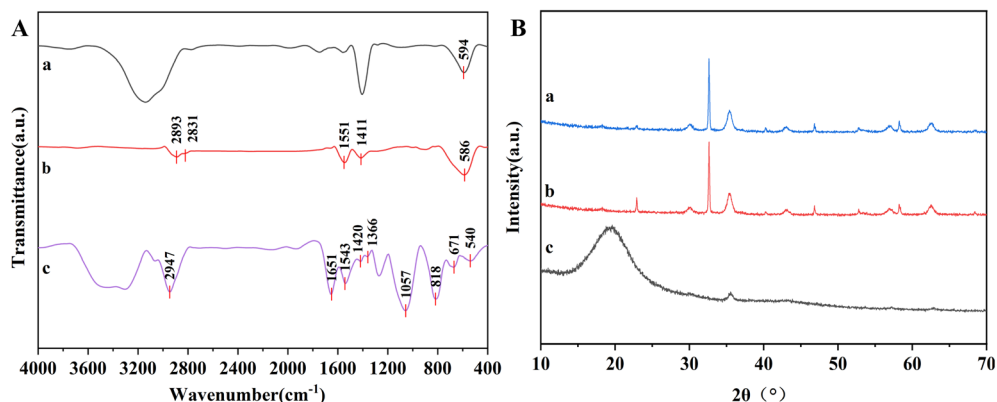 A
a
594
b
2893
2831
1551
1411
586
c
2947
1651
1543
1420
1366
1057
818
671
540
Transmittance(a.u.)
4000 3600 3200 2800 2400 2000 1600 1200 800 400
Wavenumber(cm⁻¹)
B
a
b
c
Intensity(a.u.)
10 20 30 40 50 60 70
2θ（°）